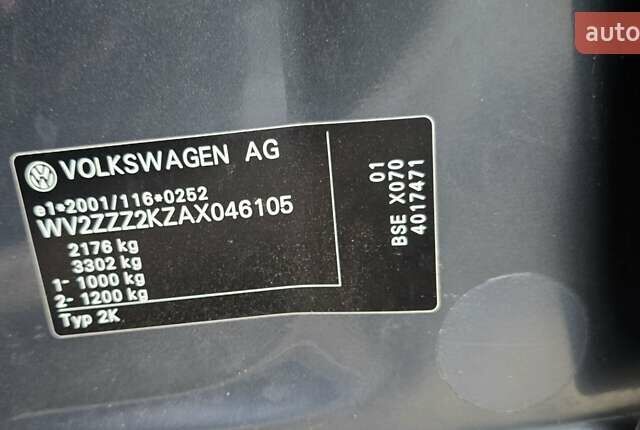 auto
VOLKSWAGEN AG
e1*2001/116*0252
WV2ZZZ2KZAX046105
2176 kg
3302 kg
1- 1000 kg
2- 1200 kg
Typ 2K
01
BSE X070
4017471